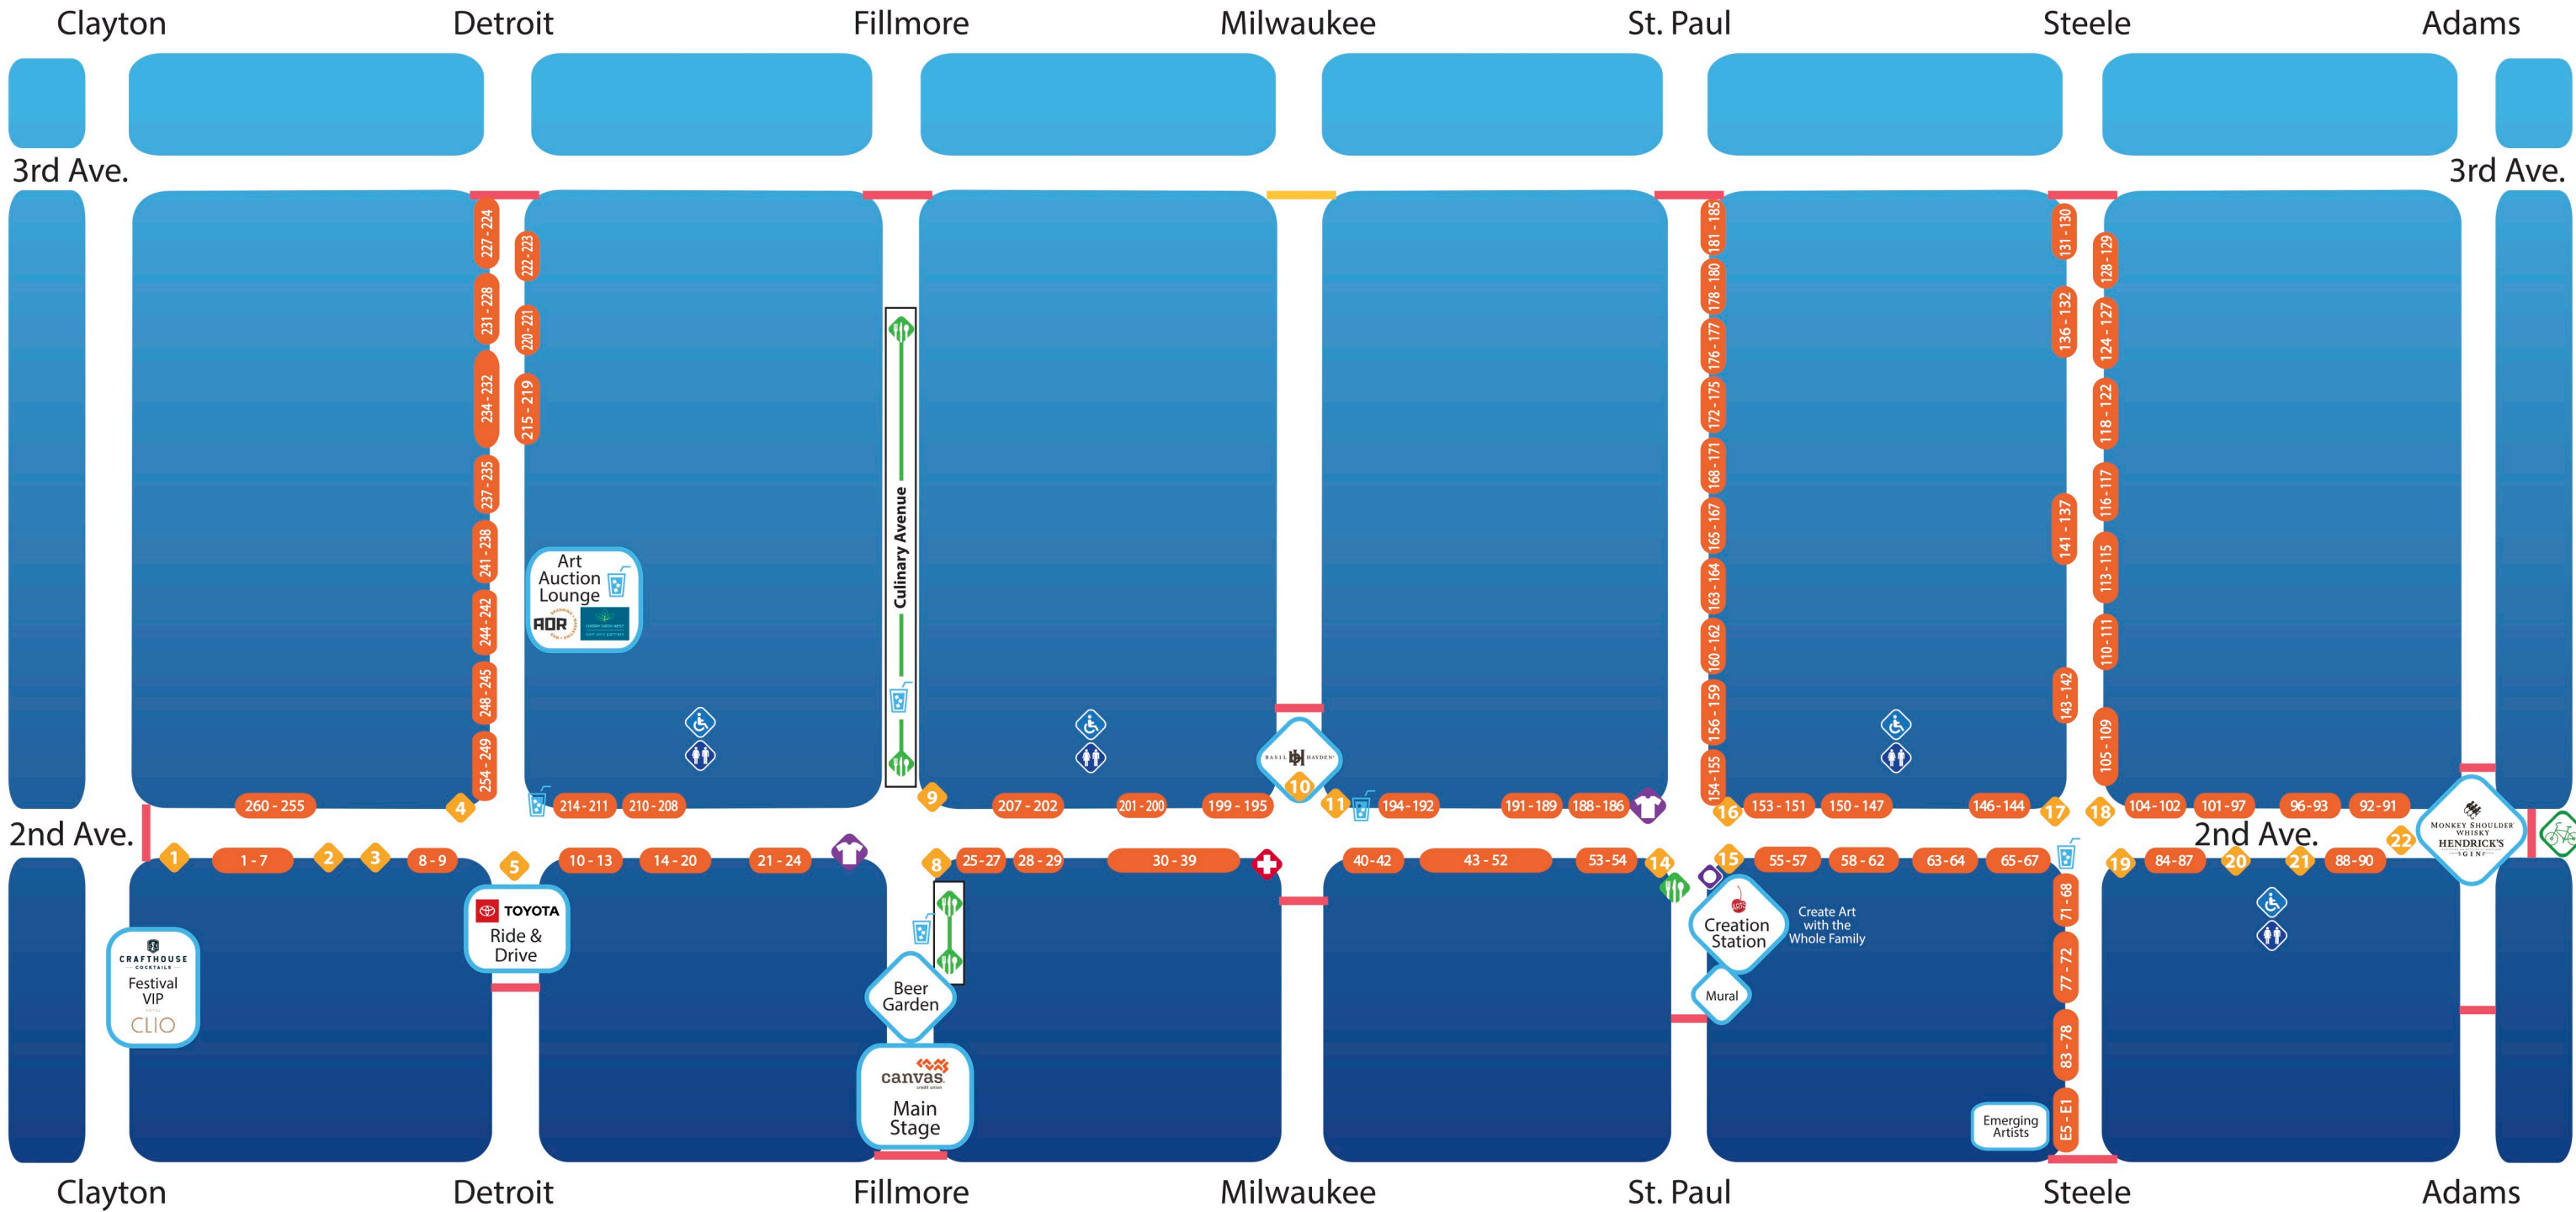 Clayton
Detroit
Fillmore
Milwaukee
St. Paul
Steele
Adams
3rd Ave.
3rd Ave.
227 - 224
231 - 228
234 - 232
237 - 235
241 - 238
244 - 242
248 - 245
254 - 249
222 - 223
220 - 221
215 - 219
Art
Auction
Lounge
ADR
Culinary Avenue
181 - 185
178 - 180
176 - 177
172 - 175
168 - 171
165 - 167
163 - 164
160 - 162
156 - 159
154 - 155
131 - 130
136 - 132
141 - 137
143 - 142
128 - 129
124 - 127
118 - 122
116 - 117
113 - 115
110 - 111
105 - 109
BASIL HAYDEN
10
260 - 255
4
214 - 211
210 - 208
9
207 - 202
201 - 200
199 - 195
11
194 - 192
191 - 189
188 - 186
16
153 - 151
150 - 147
146 - 144
17
18
104 - 102
101 - 97
96 - 93
92 - 91
2nd Ave.
2nd Ave.
22
MONKEY SHOULDER
WHISKY
HENDRICK'S
GIN
1
1 - 7
2
3
8 - 9
5
10 - 13
14 - 20
21 - 24
8
25 - 27
28 - 29
30 - 39
40 - 42
43 - 52
53 - 54
14
15
55 - 57
58 - 62
63 - 64
65 - 67
19
84 - 87
20
21
88 - 90
CRAFTHOUSE
COCKTAILS
Festival
VIP
HOTEL
CLIO
TOYOTA
Ride &
Drive
Beer
Garden
canvas
credit union
Main
Stage
ARTS
Creation
Station
Create Art
with the
Whole Family
Mural
71 - 68
77 - 72
83 - 78
E5 - E1
Emerging
Artists
Clayton
Detroit
Fillmore
Milwaukee
St. Paul
Steele
Adams